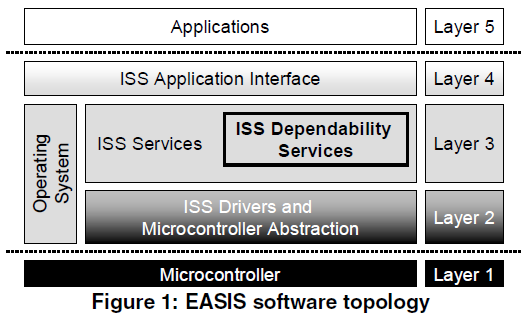 Applications
Layer 5
ISS Application Interface
Layer 4
Operating
System
ISS Services
ISS Dependability
Services
Layer 3
ISS Drivers and
Microcontroller Abstraction
Layer 2
Microcontroller
Layer 1
Figure 1: EASIS software topology